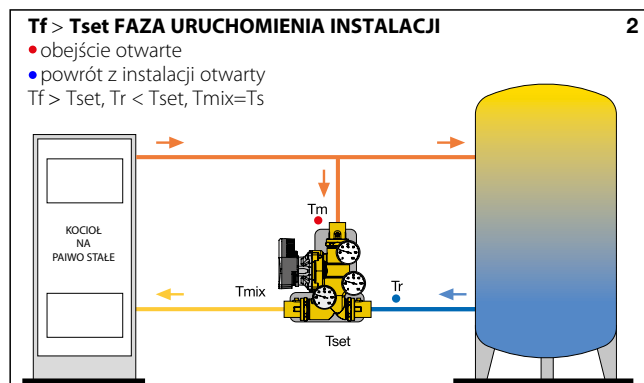 Tf > Tset FAZA URUCHOMIENIA INSTALACJI 2
• obejście otwarte
• powrót z instalacji otwarty
Tf > Tset, Tr < Tset, Tmix=Ts
Tm
KOCIOŁ
NA
PAIWO STAŁE
Tmix
Tr
Tset